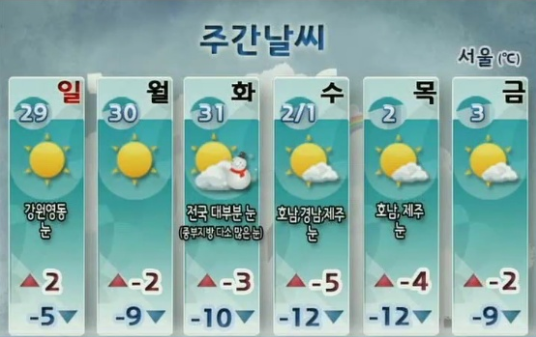 주간날씨
서울 (℃)
일
29
강원영동
눈
2
-5
월
30
-2
-9
화
31
전국 대부분 눈
(중부지방 다소 많은 눈)
-3
-10
수
2/1
호남,경남,제주
눈
-5
-12
목
2
호남, 제주
눈
-4
-12
금
3
-2
-9